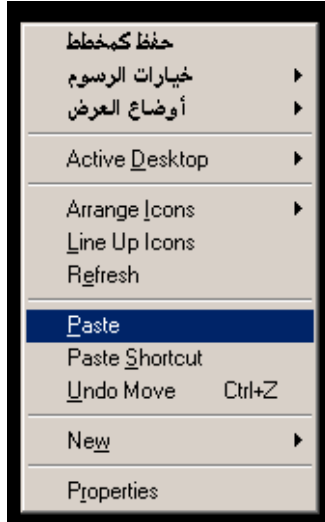 حفظ كمخطط
خيارات الرسوم
أوضاع العرض
Active Desktop
Arrange Icons
Line Up Icons
Refresh
Paste
Paste Shortcut
Undo Move Ctrl+Z
New
Properties